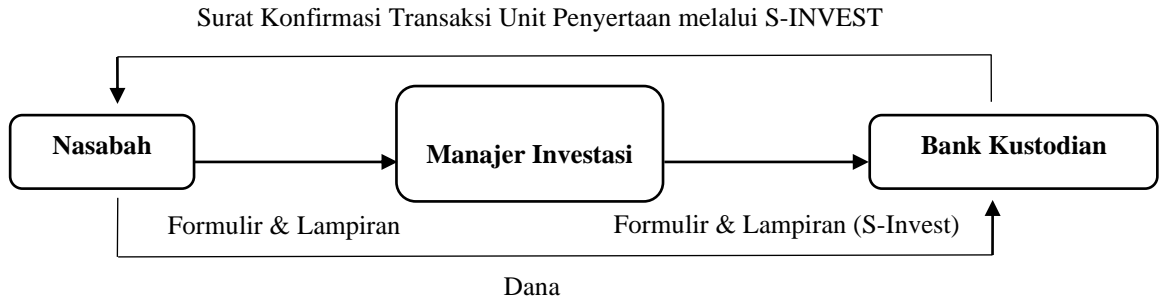 Surat Konfirmasi Transaksi Unit Penyertaan melalui S-INVEST
Nasabah
Manajer Investasi
Bank Kustodian
Formulir & Lampiran
Formulir & Lampiran (S-Invest)
Dana